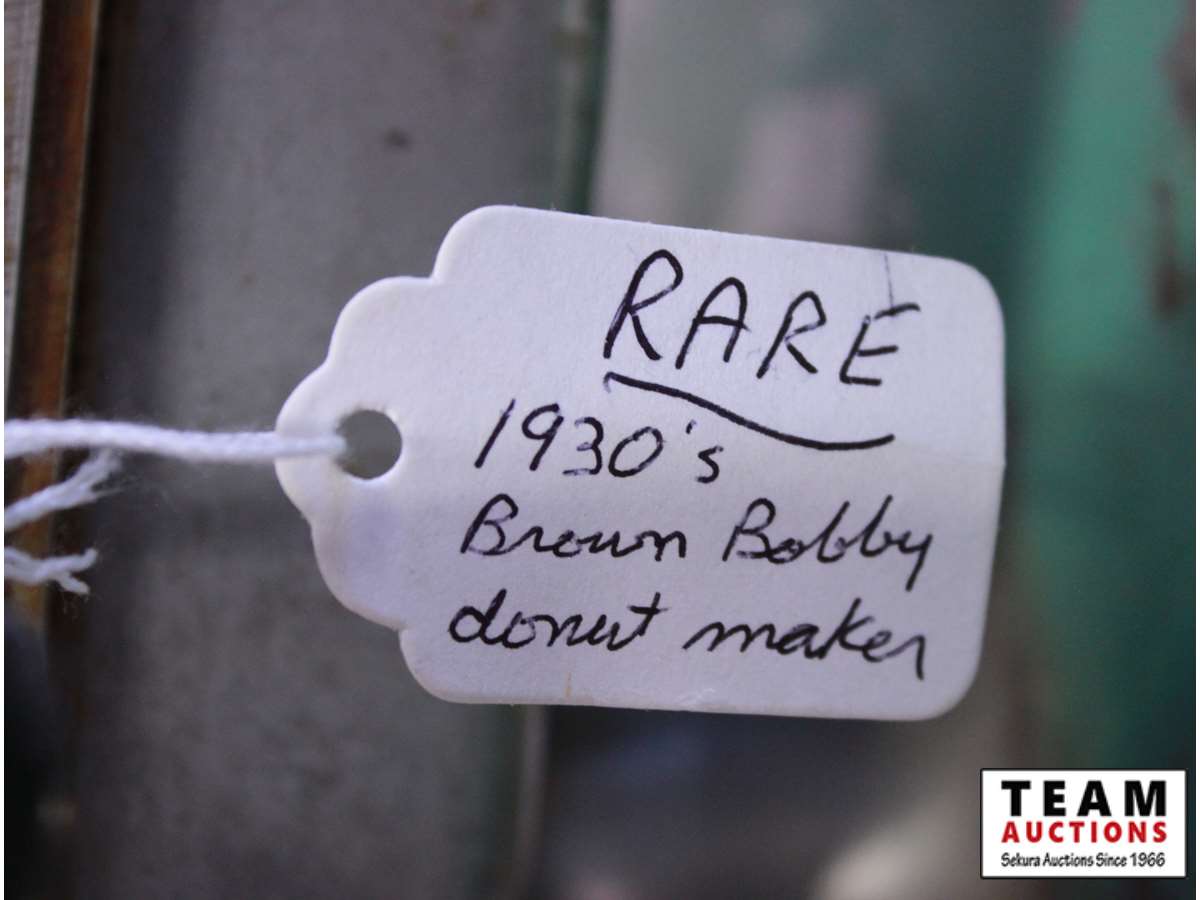 RARE
1930's
Brown Bobby
donut maker
TEAM
AUCTIONS
Sekura Auctions Since 1966